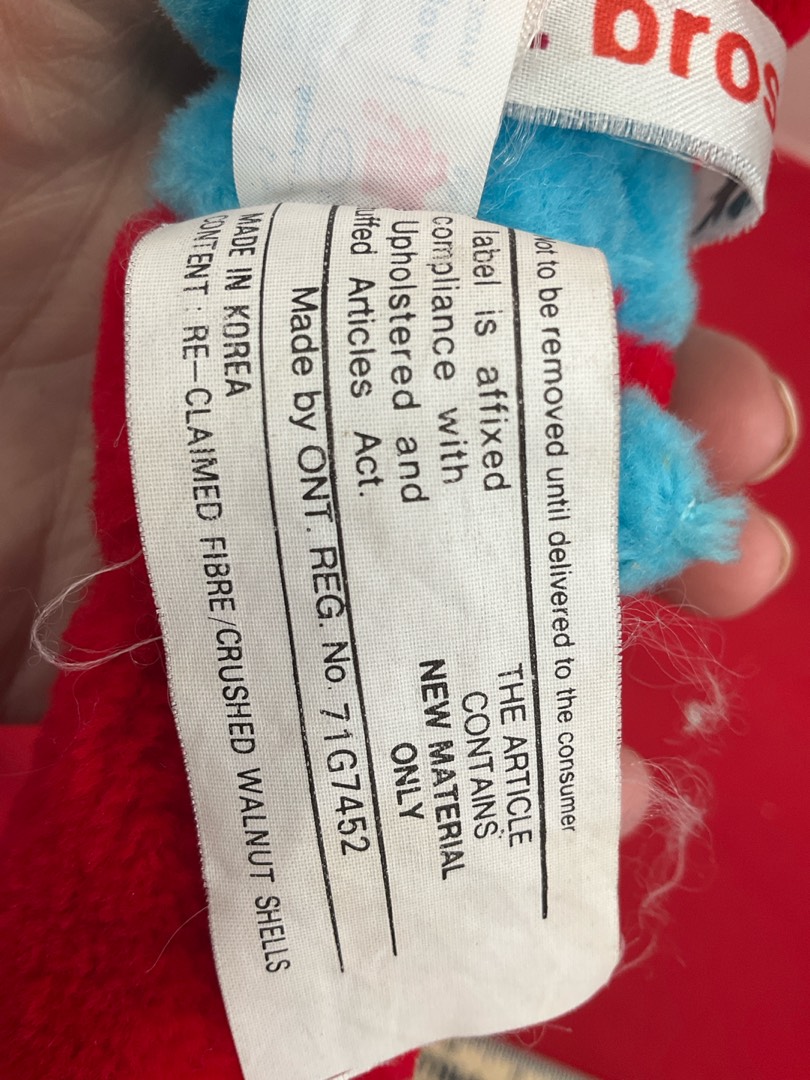 bros
Not to be removed until delivered to the consumer
label is affixed
compliance with
Upholstered and
uffed Articles Act.
THE ARTICLE
CONTAINS
NEW MATERIAL
ONLY
Made by ONT. REG. No. 71G7452
MADE IN KOREA
CONTENT : RE-CLAIMED FIBRE/CRUSHED WALNUT SHELLS